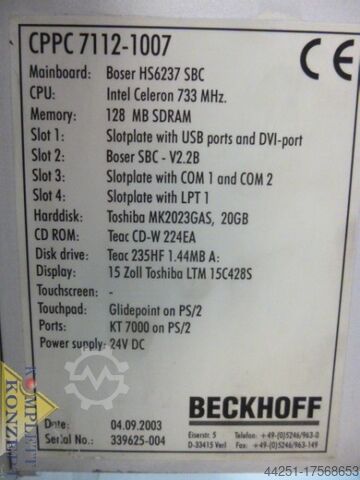 CPPC 7112-1007
CE
Mainboard: Boser HS6237 SBC
CPU: Intel Celeron 733 MHz.
Memory: 128 MB SDRAM
Slot 1: Slotplate with USB ports and DVI-port
Slot 2: Boser SBC - V2.2B
Slot 3: Slotplate with COM 1 and COM 2
Slot 4: Slotplate with LPT 1
Harddisk: Toshiba MK2023GAS, 20GB
CD ROM: Teac CD-W 224EA
Disk drive: Teac 235HF 1.44MB A:
Display: 15 Zoll Toshiba LTM 15C428S
Touchscreen: -
Touchpad: Glidepoint on PS/2
Ports: KT 7000 on PS/2
Power supply: 24V DC
KOMPLETT
KONZEPT
Date: 04.09.2003
Serial No.: 339625-004
BECKHOFF
Eiserstr. 5 Telefon: +49-(0)5246/963-0
D-33415 Verl Fax: +49-(0)5246/963-149
44251-17568653